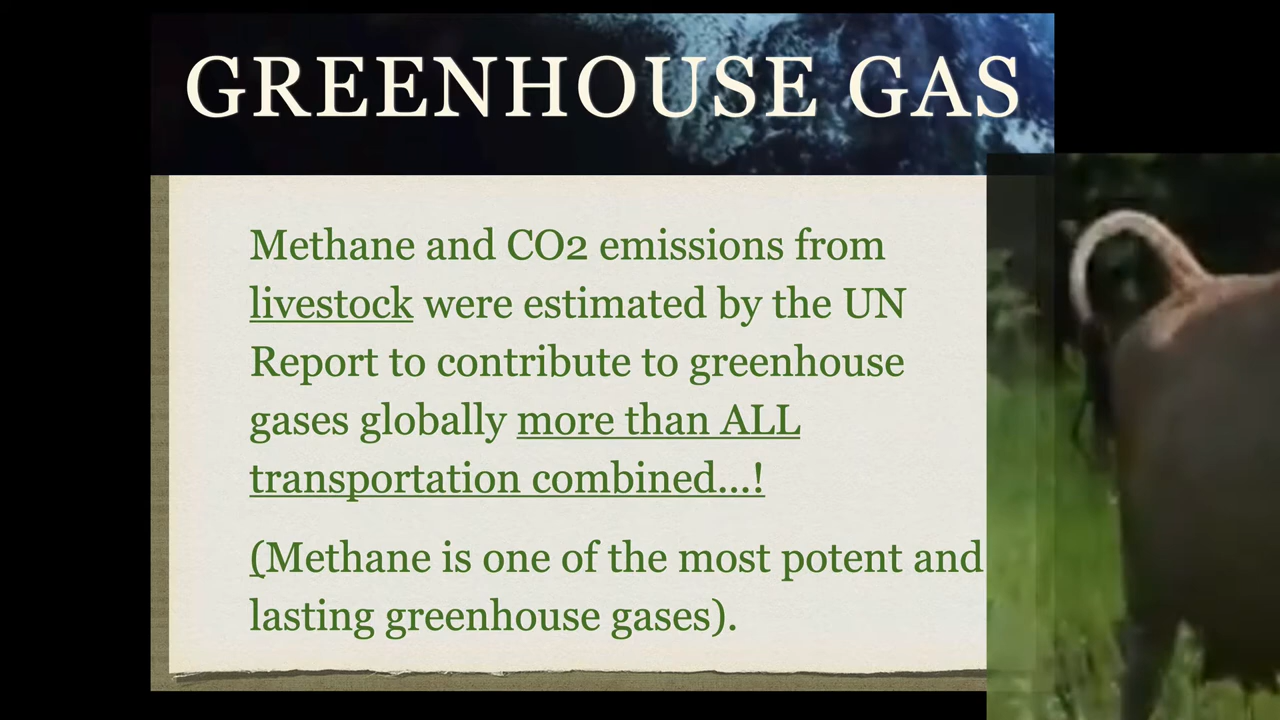 GREENHOUSE GAS
Methane and CO2 emissions from
livestock were estimated by the UN
Report to contribute to greenhouse
gases globally more than ALL
transportation combined...!
(Methane is one of the most potent and
lasting greenhouse gases).